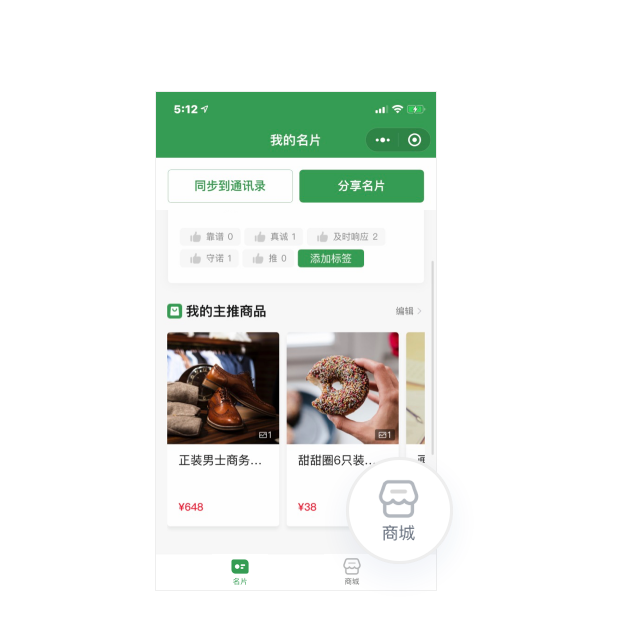 5:12
我的名片
同步到通讯录
分享名片
靠谱 0
真诚 1
及时响应 2
守诺 1
推 0
添加标签
我的主推商品
编辑
1
1
正装男士商务...
甜甜圈6只装...
¥648
¥38
商城
名片
商城